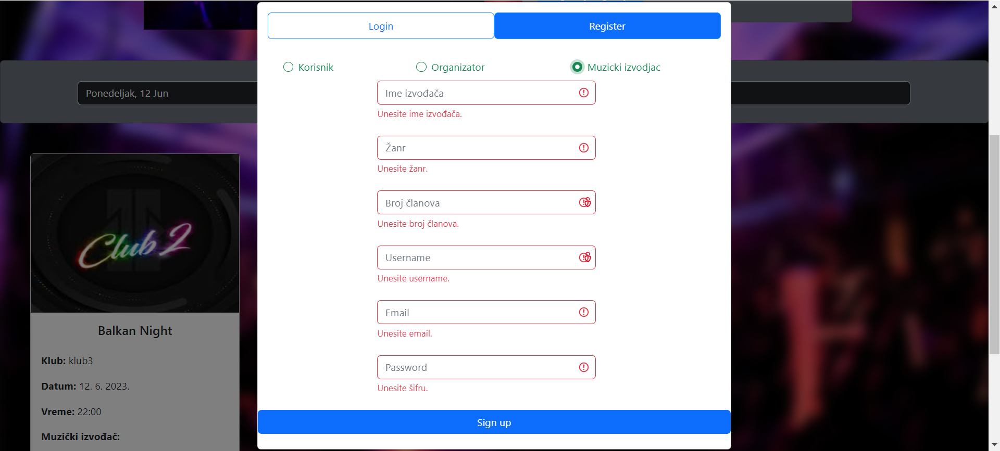 Login
Register
Korisnik
Organizator
Muzicki izvodjac
Ponedeljak, 12 Jun
Ime izvođača
Unesite ime izvođača.
Žanr
Unesite žanr.
Broj članova
Unesite broj članova.
Username
Unesite username.
Email
Unesite email.
Password
Unesite šifru.
Sign up
Club 2
Balkan Night
Klub: klub3
Datum: 12. 6. 2023.
Vreme: 22:00
Muzički izvođač: